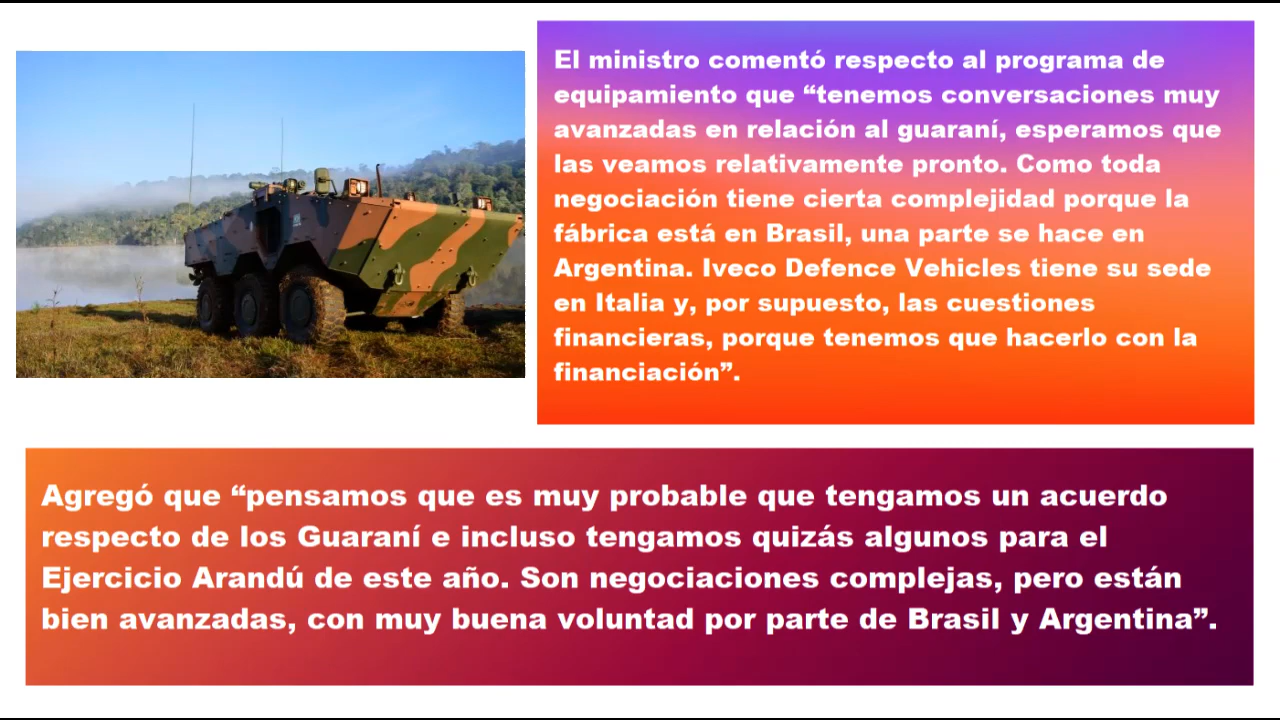 El ministro comentó respecto al programa de
equipamiento que “tenemos conversaciones muy
avanzadas en relación al guaraní, esperamos que
las veamos relativamente pronto. Como toda
negociación tiene cierta complejidad porque la
fábrica está en Brasil, una parte se hace en
Argentina. Iveco Defence Vehicles tiene su sede
en Italia y, por supuesto, las cuestiones
financieras, porque tenemos que hacerlo con la
financiación”.
Agregó que “pensamos que es muy probable que tengamos un acuerdo
respecto de los Guaraní e incluso tengamos quizás algunos para el
Ejercicio Arandú de este año. Son negociaciones complejas, pero están
bien avanzadas, con muy buena voluntad por parte de Brasil y Argentina”.